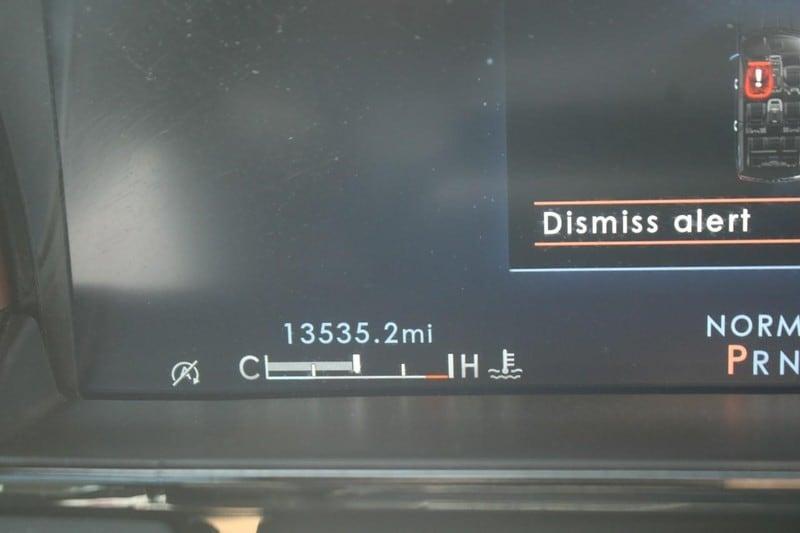 !
Dismiss alert
13535.2mi
NORM
C H
PRN